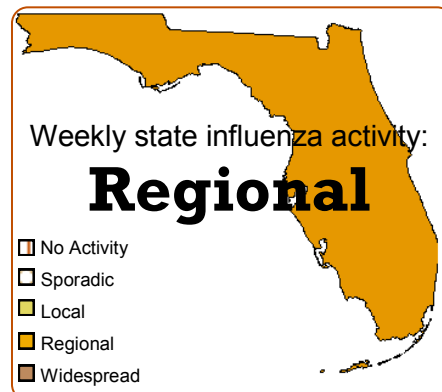 Weekly state influenza activity:
Regional
No Activity
Sporadic
Local
Regional
Widespread